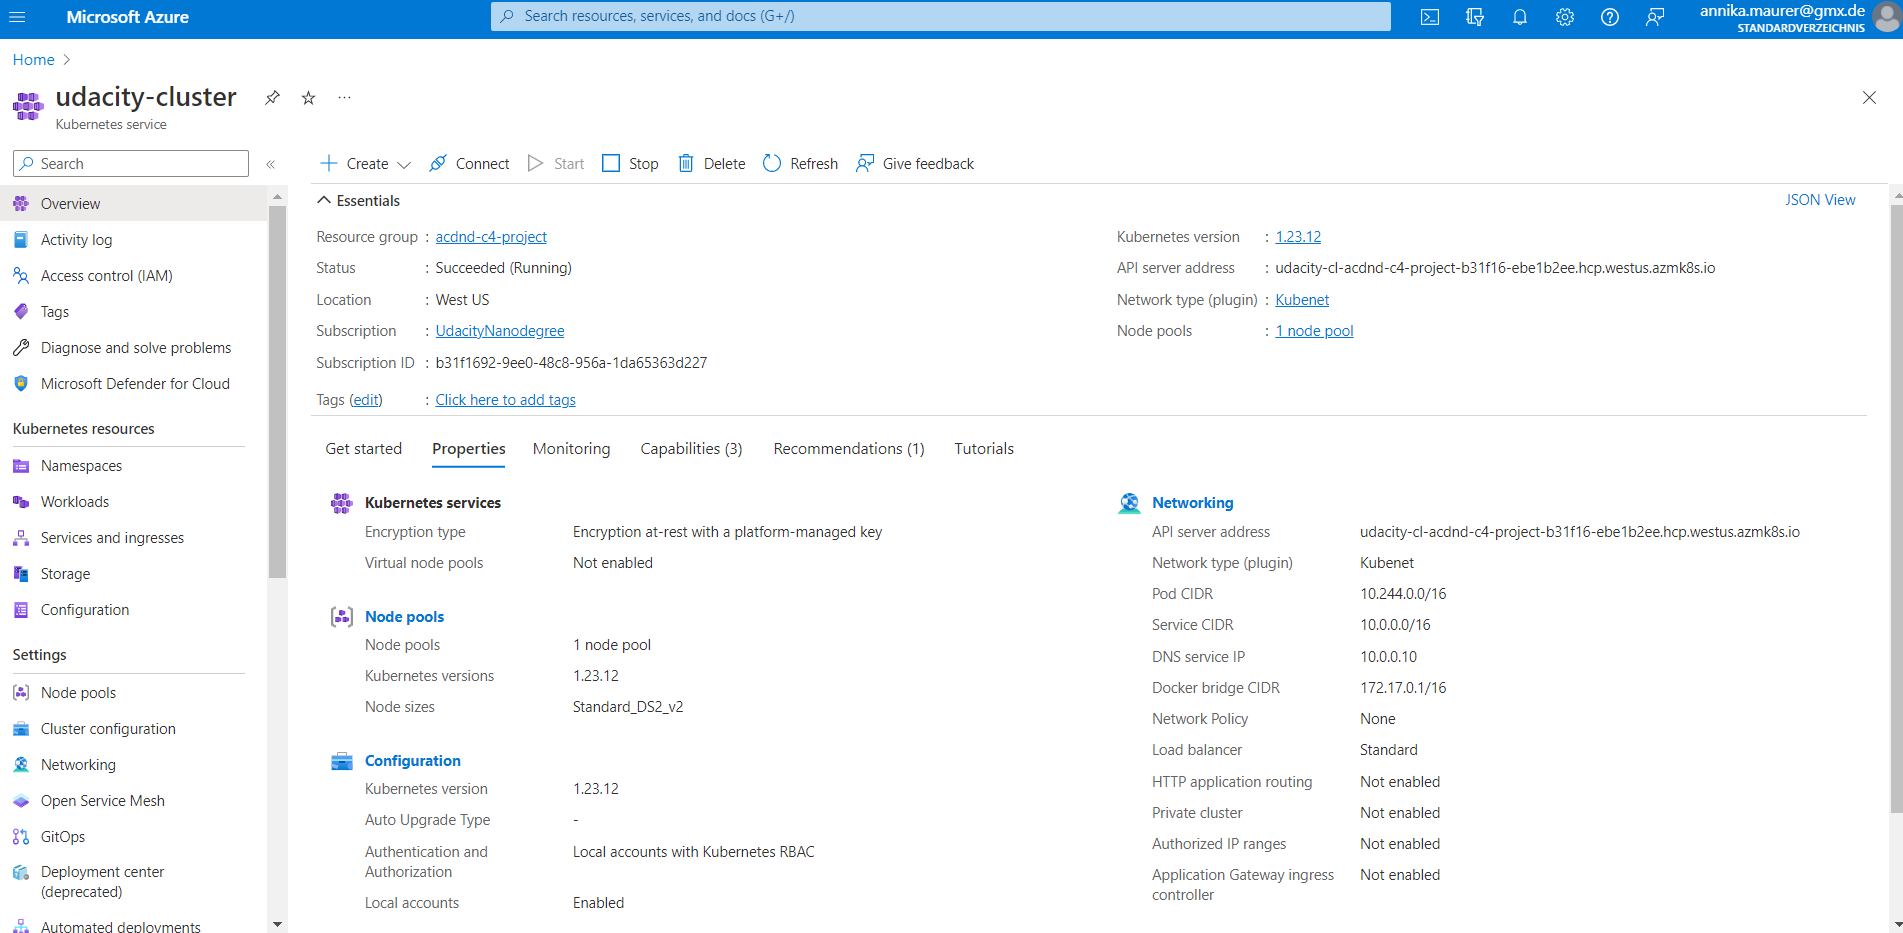 Microsoft Azure
Search resources, services, and docs (G+/)
annika.maurer@gmx.de
STANDARDVERZEICHNIS
Home
udacity-cluster
Kubernetes service
Search
Overview
Activity log
Access control (IAM)
Tags
Diagnose and solve problems
Microsoft Defender for Cloud
Kubernetes resources
Namespaces
Workloads
Services and ingresses
Storage
Configuration
Settings
Node pools
Cluster configuration
Networking
Open Service Mesh
GitOps
Deployment center
(deprecated)
Automated deployments
Create
Connect
Start
Stop
Delete
Refresh
Give feedback
Essentials
JSON View
Resource group : acdnd-c4-project
Status : Succeeded (Running)
Location : West US
Subscription : UdacityNanodegree
Subscription ID : b31f1692-9ee0-48c8-956a-1da65363d227
Tags (edit) : Click here to add tags
Kubernetes version : 1.23.12
API server address : udacity-cl-acdnd-c4-project-b31f16-ebe1b2ee.hcp.westus.azmk8s.io
Network type (plugin) : Kubenet
Node pools : 1 node pool
Get started
Properties
Monitoring
Capabilities (3)
Recommendations (1)
Tutorials
Kubernetes services
Encryption type Encryption at-rest with a platform-managed key
Virtual node pools Not enabled
Node pools
Node pools 1 node pool
Kubernetes versions 1.23.12
Node sizes Standard_DS2_v2
Configuration
Kubernetes version 1.23.12
Auto Upgrade Type -
Authentication and Local accounts with Kubernetes RBAC
Authorization
Local accounts Enabled
Networking
API server address udacity-cl-acdnd-c4-project-b31f16-ebe1b2ee.hcp.westus.azmk8s.io
Network type (plugin) Kubenet
Pod CIDR 10.244.0.0/16
Service CIDR 10.0.0.0/16
DNS service IP 10.0.0.10
Docker bridge CIDR 172.17.0.1/16
Network Policy None
Load balancer Standard
HTTP application routing Not enabled
Private cluster Not enabled
Authorized IP ranges Not enabled
Application Gateway ingress Not enabled
controller